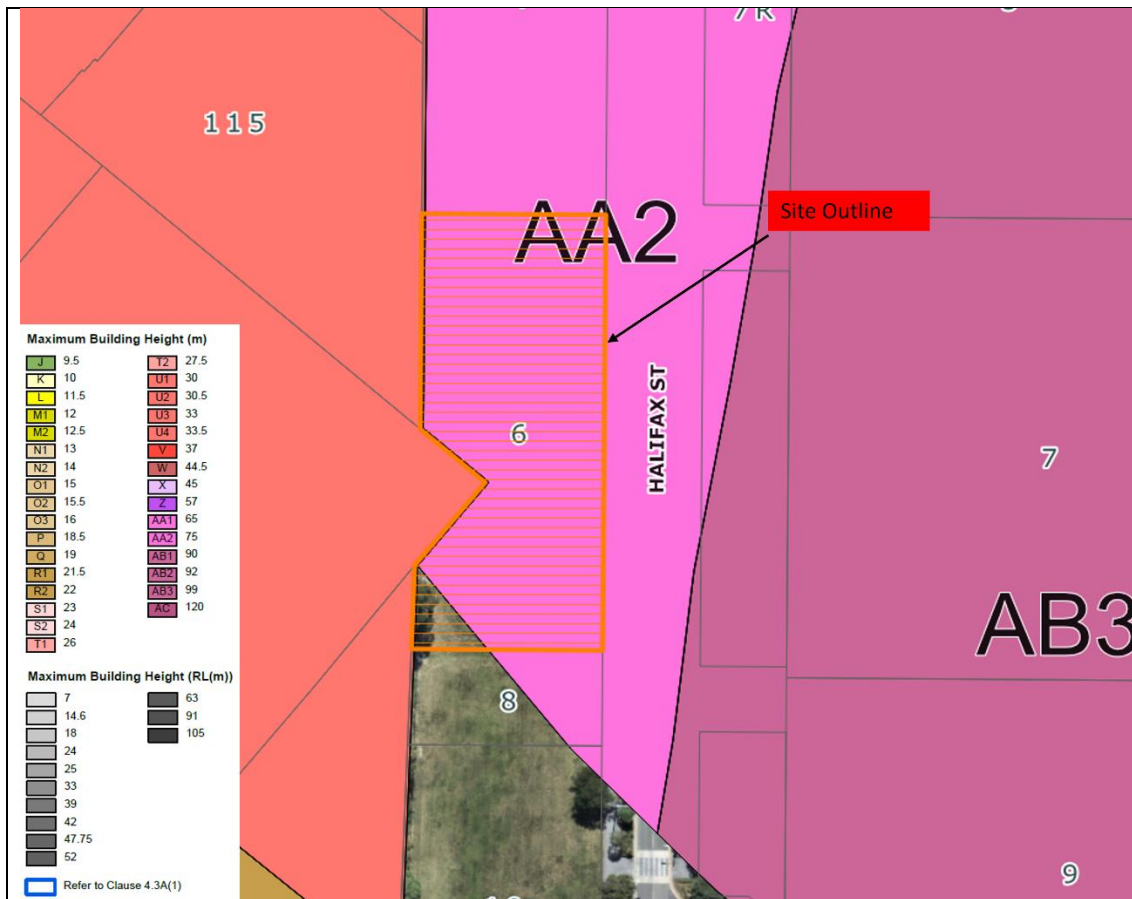 7R
115
AA2
Site Outline
HALIFAX ST
6
7
AB3
8
9
Maximum Building Height (m)
J 9.5
K 10
L 11.5
M1 12
M2 12.5
N1 13
N2 14
O1 15
O2 15.5
O3 16
P 18.5
Q 19
R1 21.5
R2 22
S1 23
S2 24
T1 26
T2 27.5
U1 30
U2 30.5
U3 33
U4 33.5
V 37
W 44.5
X 45
Z 57
AA1 65
AA2 75
AB1 90
AB2 92
AB3 99
AC 120
Maximum Building Height (RL(m))
7
14.6
18
24
25
33
39
42
47.75
52
63
91
105
Refer to Clause 4.3A(1)